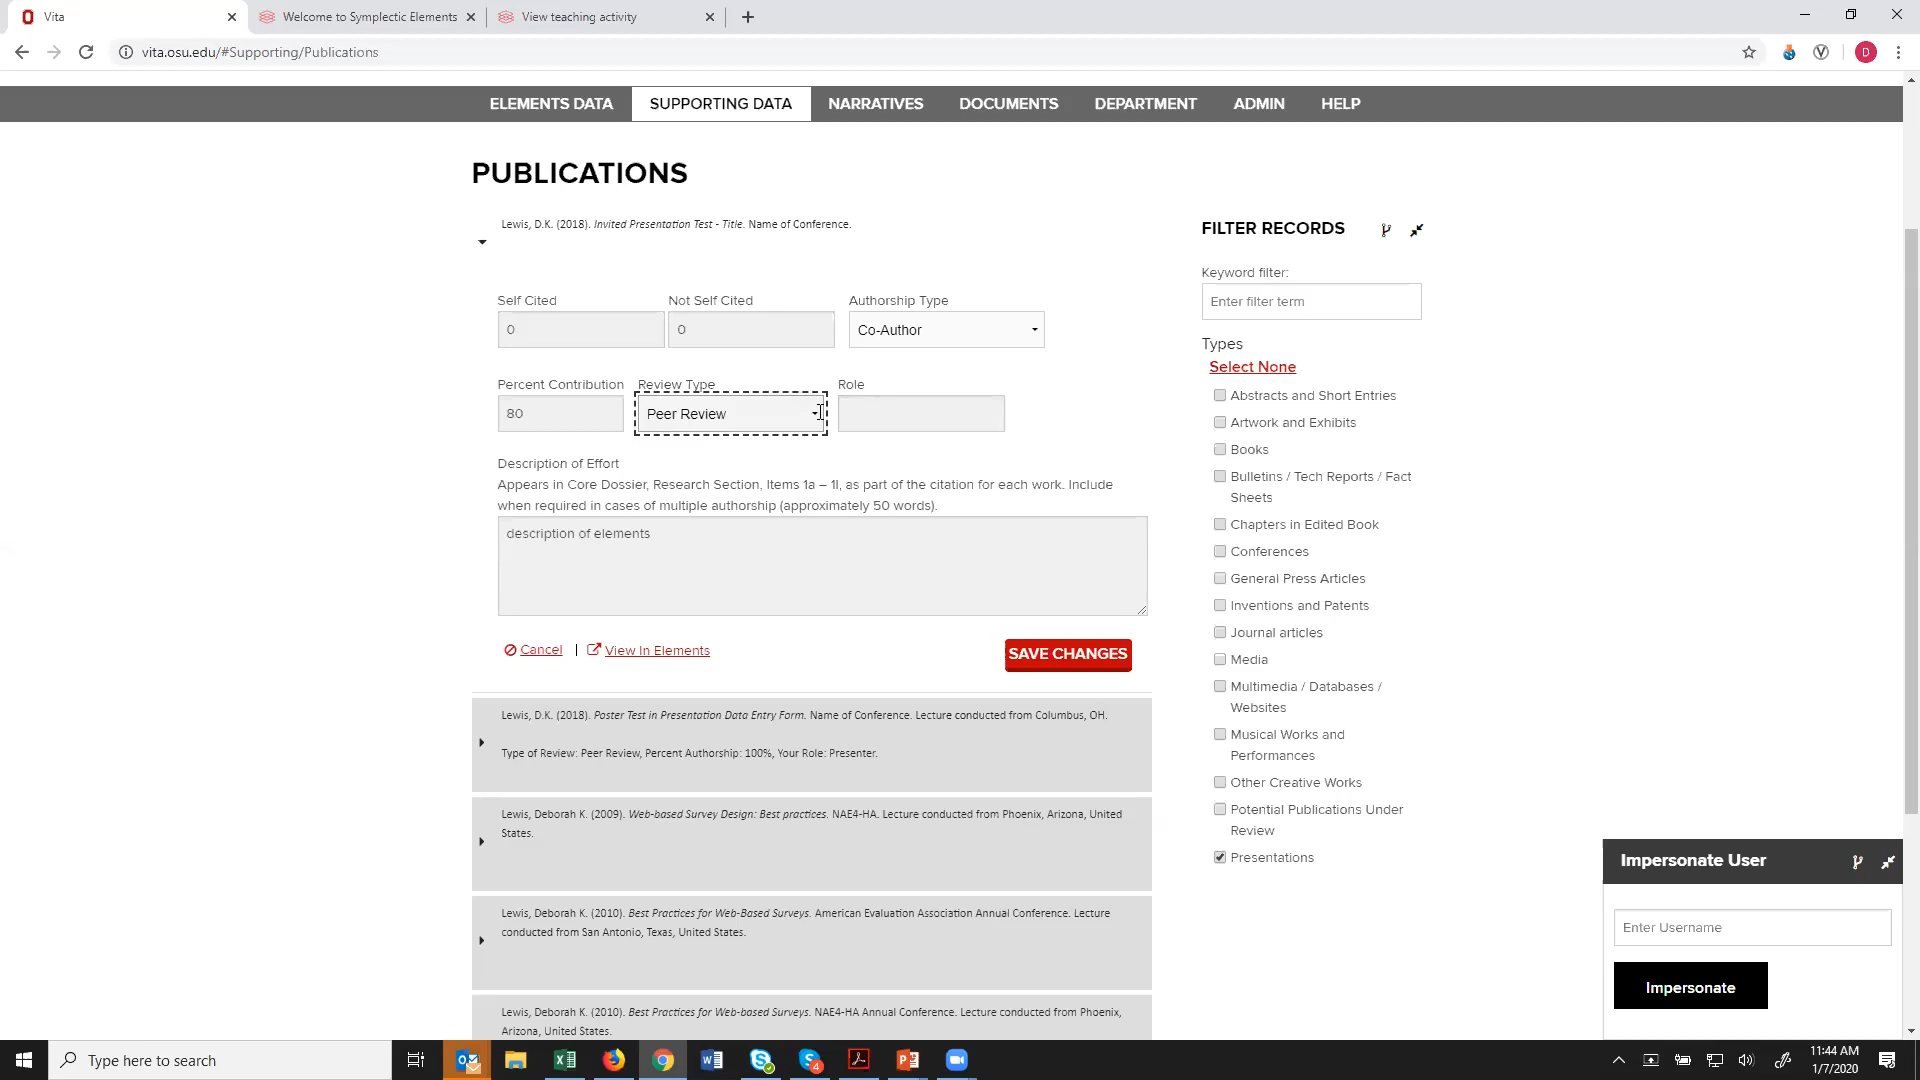 Vita
Welcome to Symplectic Elements
View teaching activity
vita.osu.edu/#Supporting/Publications
D
ELEMENTS DATA
SUPPORTING DATA
NARRATIVES
DOCUMENTS
DEPARTMENT
ADMIN
HELP
PUBLICATIONS
Lewis, D.K. (2018). Invited Presentation Test - Title. Name of Conference.
Self Cited
Not Self Cited
Authorship Type
0
0
Co-Author
Percent Contribution
Review Type
Role
80
Peer Review
Description of Effort
Appears in Core Dossier, Research Section, Items 1a – 1l, as part of the citation for each work. Include
when required in cases of multiple authorship (approximately 50 words).
description of elements
Cancel | View In Elements
SAVE CHANGES
Lewis, D.K. (2018). Poster Test in Presentation Data Entry Form. Name of Conference. Lecture conducted from Columbus, OH.
Type of Review: Peer Review, Percent Authorship: 100%, Your Role: Presenter.
Lewis, Deborah K. (2009). Web-based Survey Design: Best practices. NAE4-HA. Lecture conducted from Phoenix, Arizona, United
States.
Lewis, Deborah K. (2010). Best Practices for Web-Based Surveys. American Evaluation Association Annual Conference. Lecture
conducted from San Antonio, Texas, United States.
Lewis, Deborah K. (2010). Best Practices for Web-based Surveys. NAE4-HA Annual Conference. Lecture conducted from Phoenix,
Arizona, United States.
FILTER RECORDS
Keyword filter:
Enter filter term
Types
Select None
Abstracts and Short Entries
Artwork and Exhibits
Books
Bulletins / Tech Reports / Fact
Sheets
Chapters in Edited Book
Conferences
General Press Articles
Inventions and Patents
Journal articles
Media
Multimedia / Databases /
Websites
Musical Works and
Performances
Other Creative Works
Potential Publications Under
Review
Presentations
Impersonate User
Enter Username
Impersonate
Type here to search
4
11:44 AM
1/7/2020